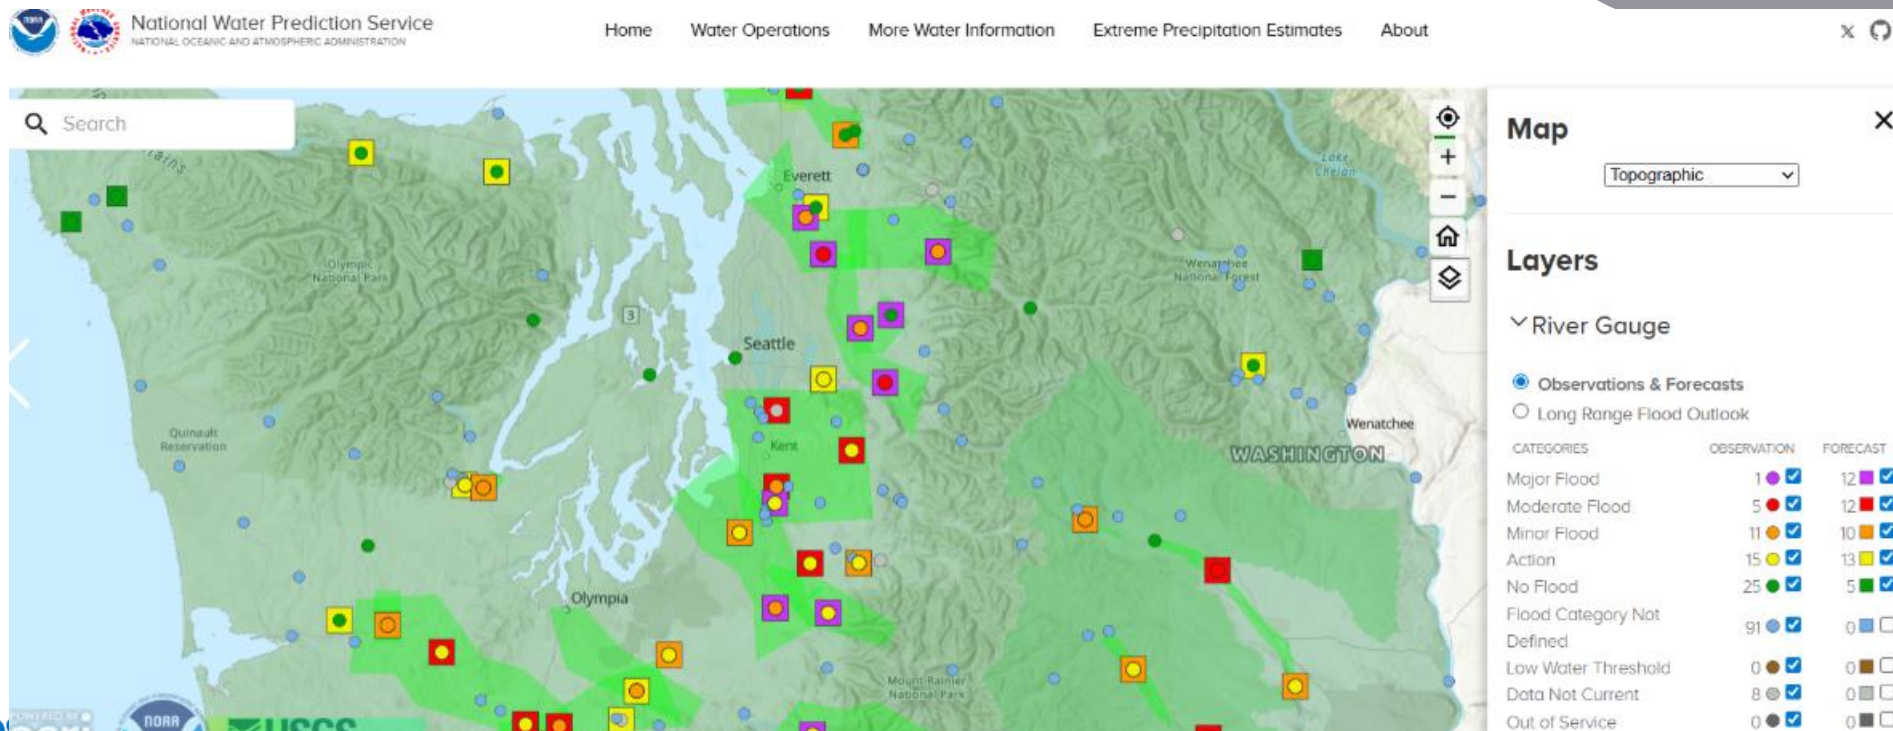 National Water Prediction Service
NATIONAL OCEANIC AND ATMOSPHERIC ADMINISTRATION
Home
Water Operations
More Water Information
Extreme Precipitation Estimates
About
Search
Everett
Lake Chelan
Olympic
National Park
Wenatchee
National Forest
3
Seattle
Quinault
Reservation
Kent
Wenatchee
WASHINGTON
Olympia
Mount Rainier
National Park
POWERED BY
NOAA
USGS
Map
Topographic
Layers
River Gauge
Observations & Forecasts
Long Range Flood Outlook
CATEGORIES OBSERVATION FORECAST
Major Flood 1 12
Moderate Flood 5 12
Minor Flood 11 10
Action 15 13
No Flood 25 5
Flood Category Not
Defined 91 0
Low Water Threshold 0 0
Data Not Current 8 0
Out of Service 0 0